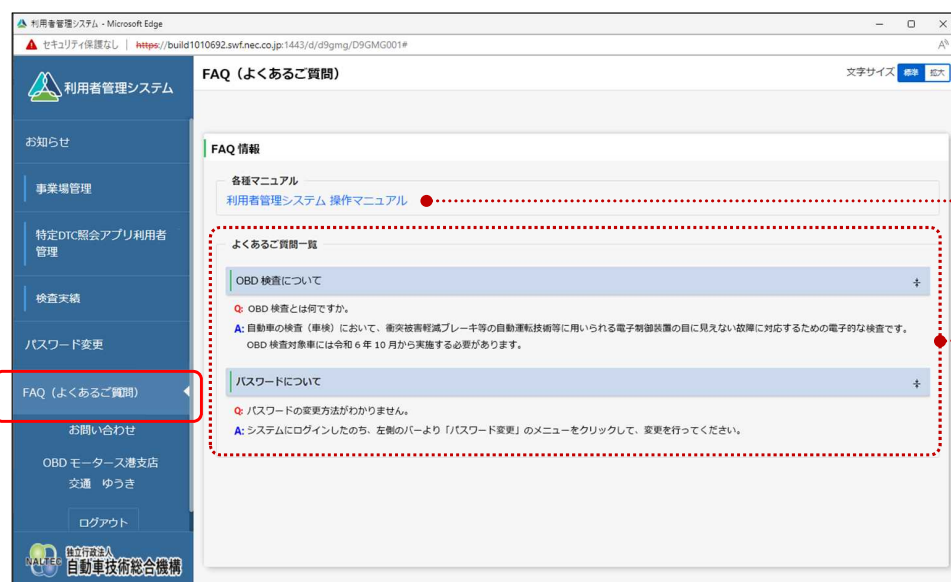 利用者管理システム - Microsoft Edge
セキュリティ保護なし | https://build1010692.swf.nec.co.jp:1443/d/d9gmg/D9GMG001#
利用者管理システム
FAQ(よくあるご質問)
文字サイズ 標準 拡大
お知らせ
事業場管理
特定DTC照会アプリ利用者
管理
検査実績
パスワード変更
FAQ(よくあるご質問)
お問い合わせ
OBD モータース港支店
交通 ゆうき
ログアウト
NALTEC 独立行政法人
自動車技術総合機構
FAQ 情報
各種マニュアル
利用者管理システム 操作マニュアル
よくあるご質問一覧
OBD 検査について
Q: OBD 検査とは何ですか。
A: 自動車の検査(車検)において、衝突被害軽減ブレーキ等の自動運転技術等に用いられる電子制御装置の目に見えない故障に対応するための電子的な検査です。
OBD 検査対象車には令和 6 年 10 月から実施する必要があります。
パスワードについて
Q: パスワードの変更方法がわかりません。
A: システムにログインしたのち、左側のバーより「パスワード変更」のメニューをクリックして、変更を行ってください。